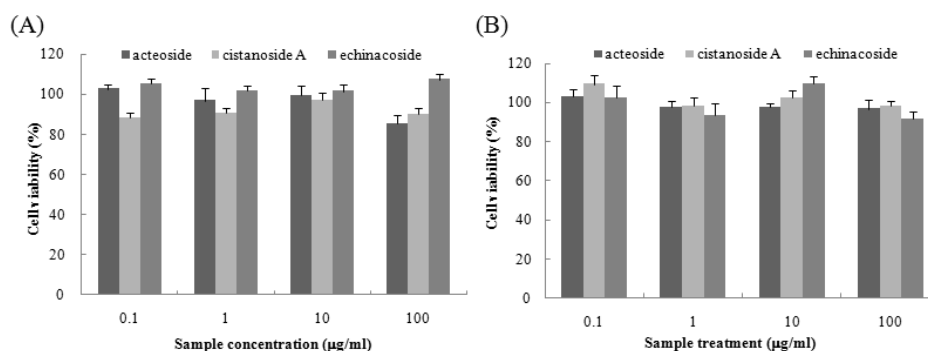 (A)
acteoside cistanoside A echinacoside
120
100
80
60
40
20
0
Cell viability (%)
0.1 1 10 100
Sample concentration (μg/ml)
(B)
acteoside cistanoside A echinacoside
120
100
80
60
40
20
0
Cell viability (%)
0.1 1 10 100
Sample treatment (μg/ml)